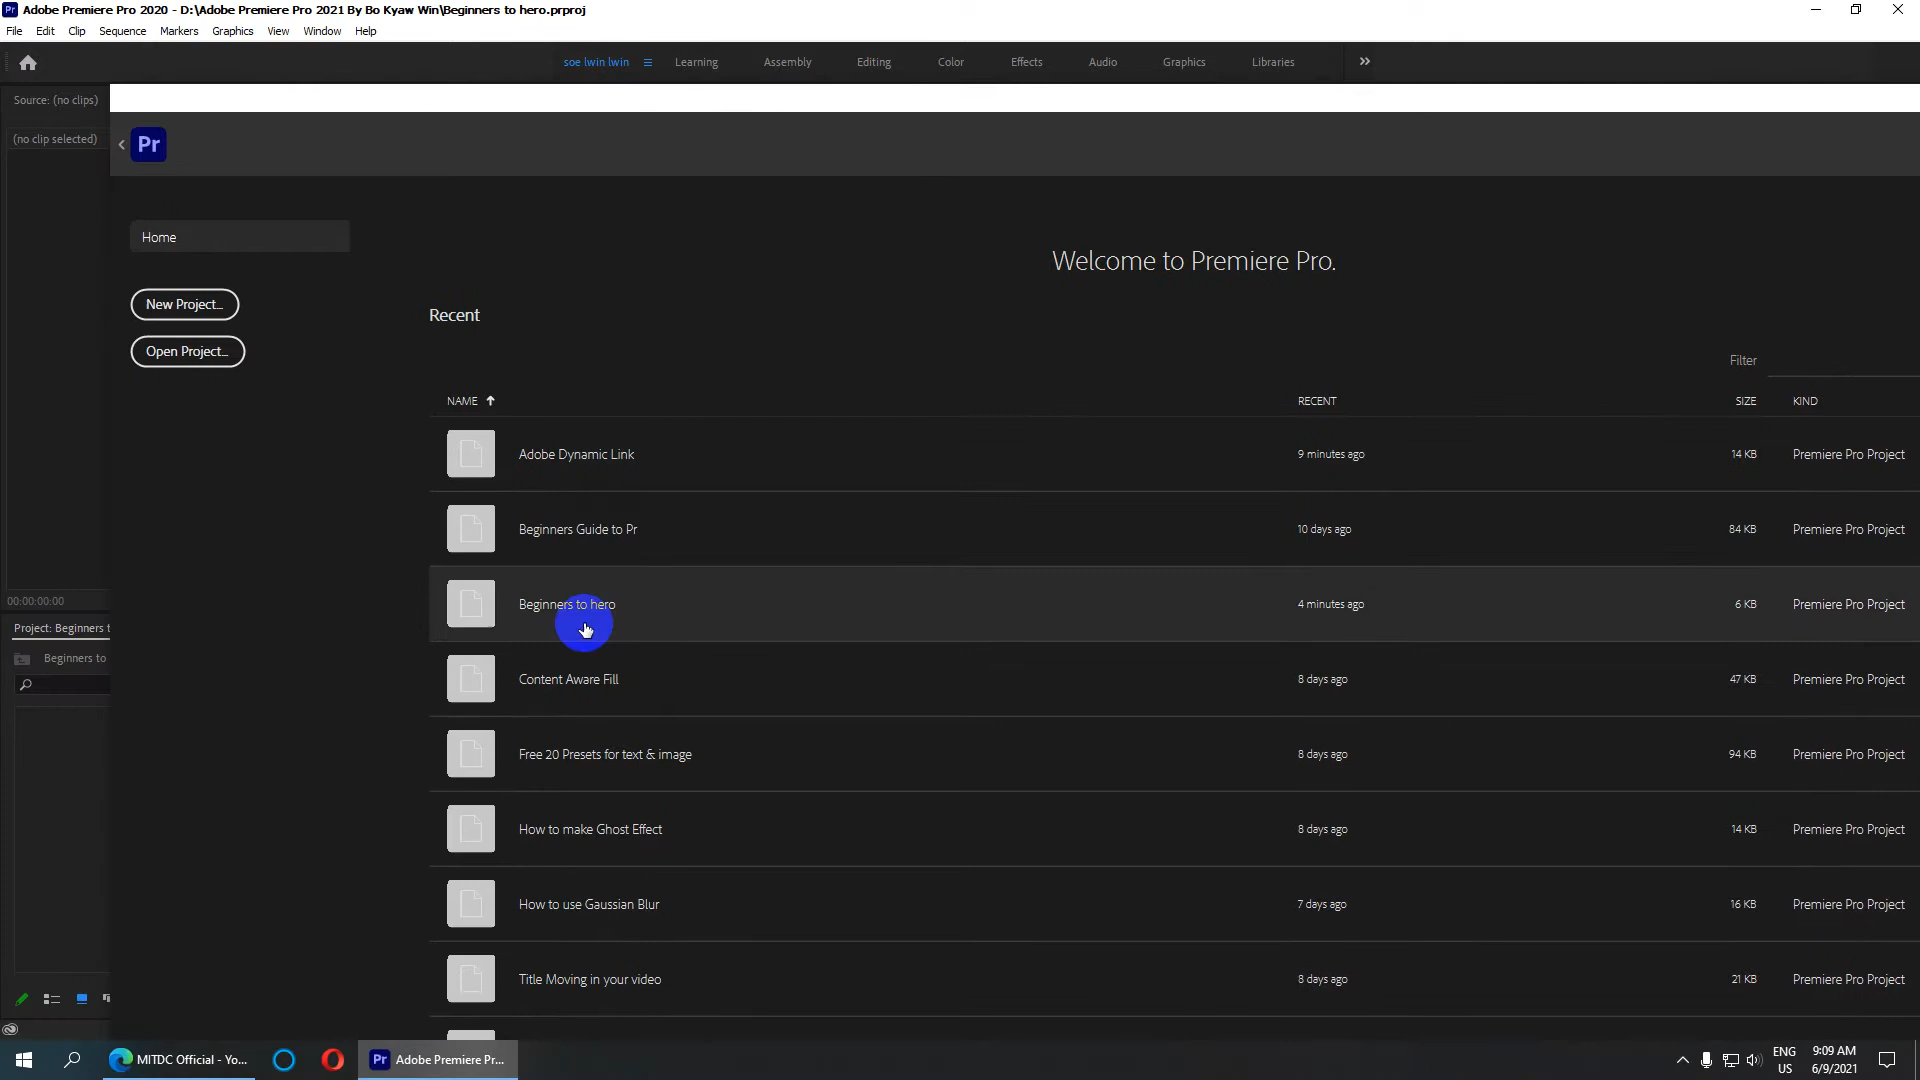 Adobe Premiere Pro 2020 - D:\Adobe Premiere Pro 2021 By Bo Kyaw Win\Beginners to hero.prproj
File Edit Clip Sequence Markers Graphics View Window Help
soe lwin lwin Learning Assembly Editing Color Effects Audio Graphics Libraries
Source: (no clips)
(no clip selected)
Pr
Home
Welcome to Premiere Pro.
New Project...
Recent
Open Project...
Filter
NAME RECENT SIZE KIND
Adobe Dynamic Link 9 minutes ago 14 KB Premiere Pro Project
Beginners Guide to Pr 10 days ago 84 KB Premiere Pro Project
Beginners to hero 4 minutes ago 6 KB Premiere Pro Project
00:00:00:00
Project: Beginners t
Beginners to
Content Aware Fill 8 days ago 47 KB Premiere Pro Project
Free 20 Presets for text & image 8 days ago 94 KB Premiere Pro Project
How to make Ghost Effect 8 days ago 14 KB Premiere Pro Project
How to use Gaussian Blur 7 days ago 16 KB Premiere Pro Project
Title Moving in your video 8 days ago 21 KB Premiere Pro Project
MITDC Official - Yo... Pr Adobe Premiere Pr... ENG US 9:09 AM 6/9/2021